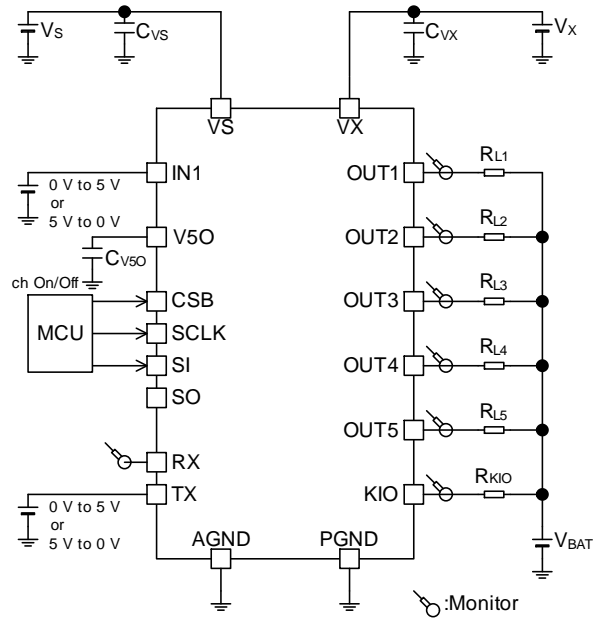 VS
CVS
CVX
VX
VS
VX
IN1
0 V to 5 V
or
5 V to 0 V
V5O
CV5O
ch On/Off
MCU
CSB
SCLK
SI
SO
RX
TX
0 V to 5 V
or
5 V to 0 V
AGND
PGND
OUT1
RL1
OUT2
RL2
OUT3
RL3
OUT4
RL4
OUT5
RL5
KIO
RKIO
VBAT
:Monitor